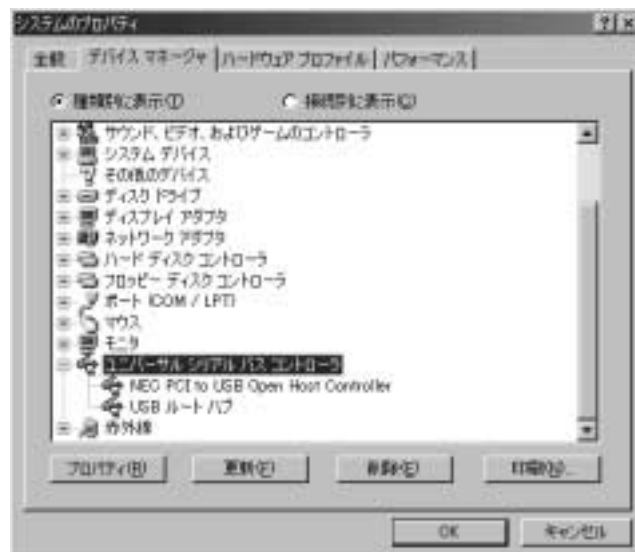 システムのプロパティ
全般 デバイス マネージャ ハードウェア プロファイル パフォーマンス
種類別に表示(T) 接続別に表示(C)
サウンド、ビデオ、およびゲームのコントローラ
システム デバイス
その他のデバイス
ディスク ドライブ
ディスプレイ アダプタ
ネットワーク アダプタ
ハード ディスク コントローラ
フロッピー ディスク コントローラ
ポート (COM / LPT)
マウス
モニタ
ユニバーサル シリアル バス コントローラ
NEC PCI to USB Open Host Controller
USB ルート ハブ
赤外線
プロパティ(R) 更新(F) 削除(E) 印刷(N)...
OK キャンセル